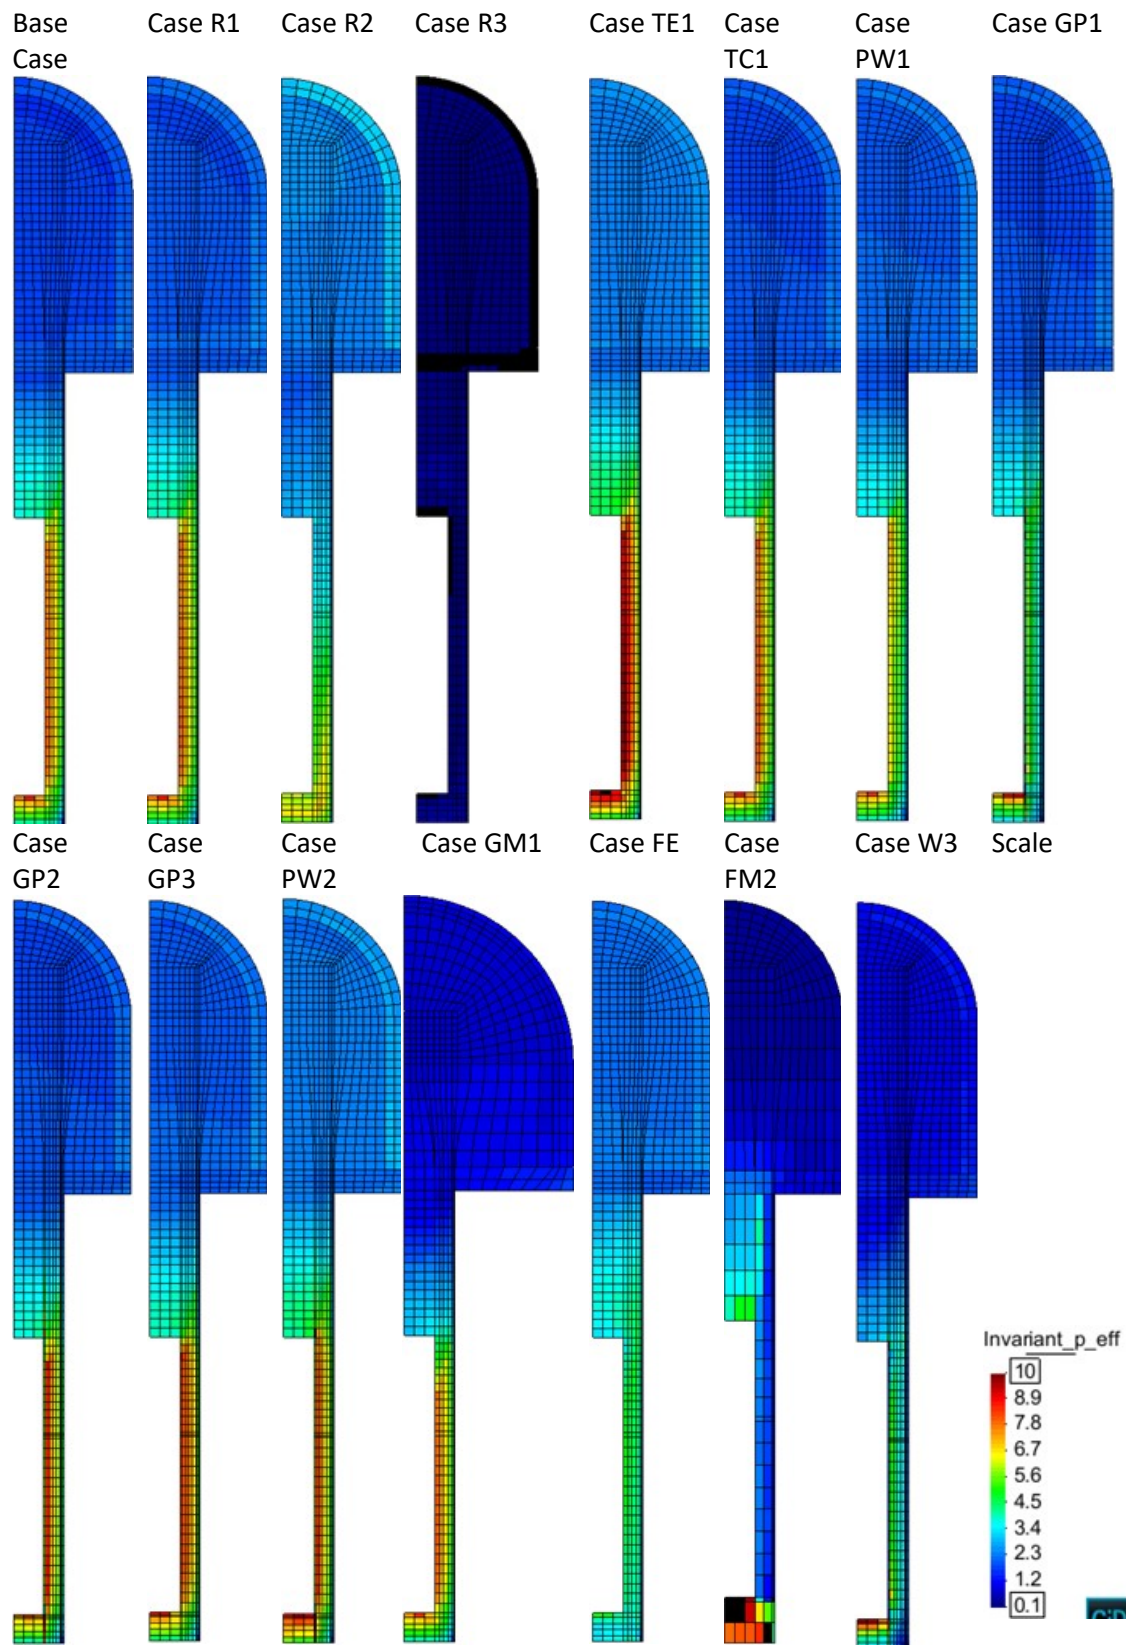 Base Case R1 Case R2 Case R3 Case TE1 Case Case Case GP1
Case TC1 PW1
Case Case Case Case GM1 Case FE Case Case W3 Scale
GP2 GP3 PW2 FM2
Invariant_p_eff
10
8.9
7.8
6.7
5.6
4.5
3.4
2.3
1.2
0.1